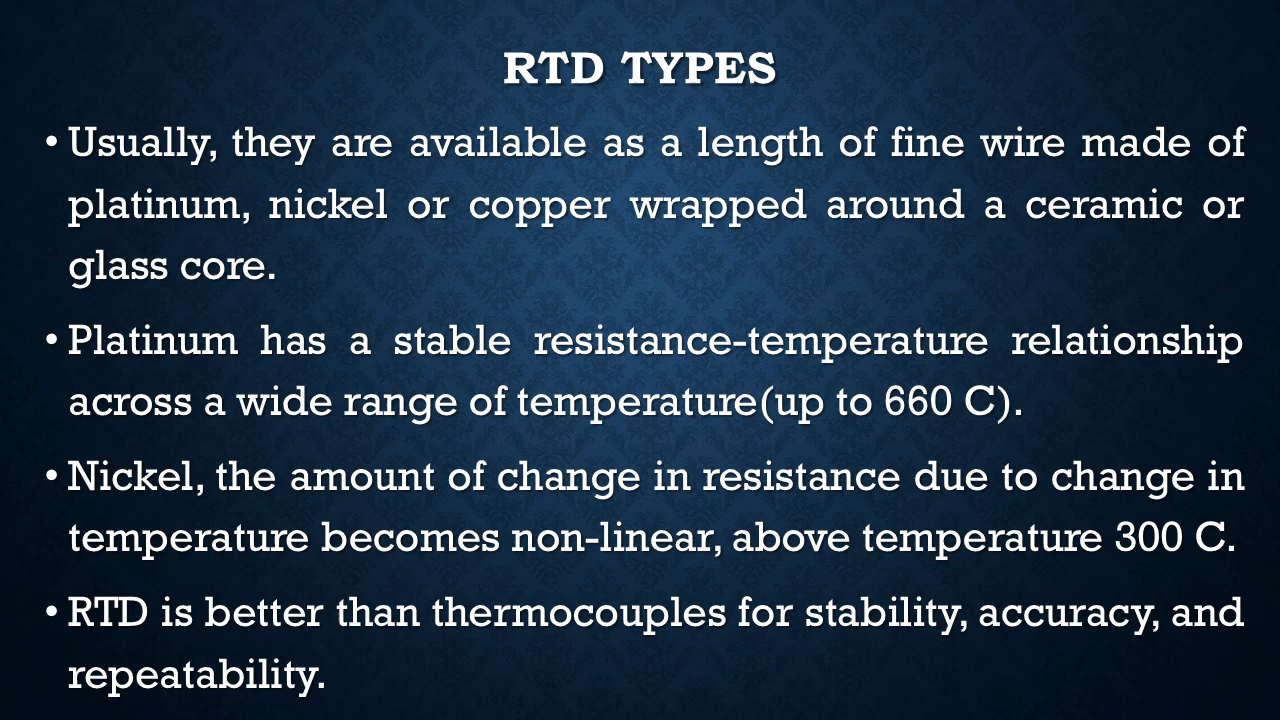 RTD TYPES
• Usually, they are available as a length of fine wire made of
platinum, nickel or copper wrapped around a ceramic or
glass core.
• Platinum has a stable resistance-temperature relationship
across a wide range of temperature(up to 660 C).
• Nickel, the amount of change in resistance due to change in
temperature becomes non-linear, above temperature 300 C.
• RTD is better than thermocouples for stability, accuracy, and
repeatability.